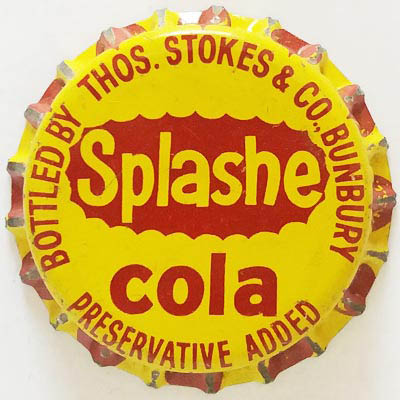 BOTTLED BY THOS. STOKES & CO., BUNBURY
Splashe
cola
PRESERVATIVE ADDED